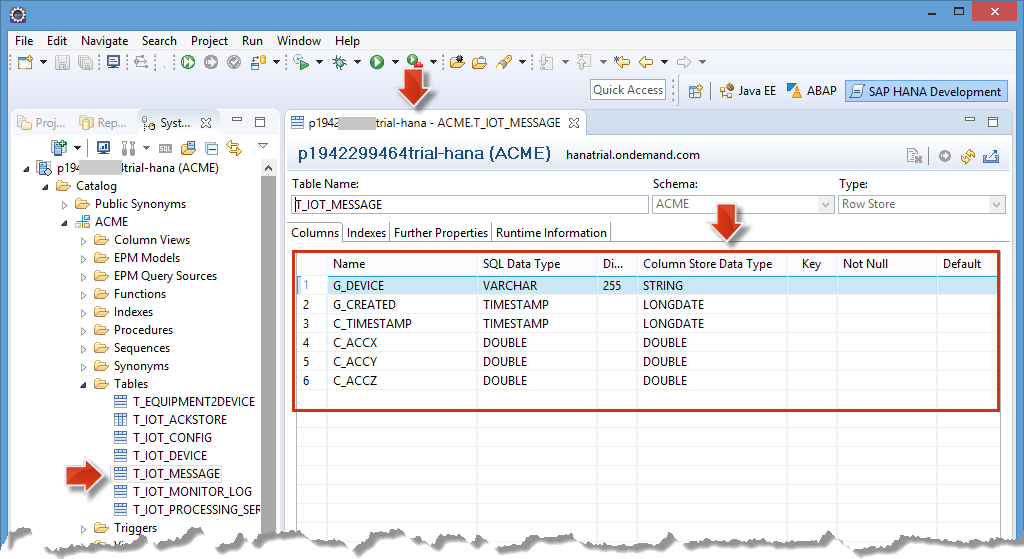 File Edit Navigate Search Project Run Window Help
Quick Access Java EE ABAP SAP HANA Development
Proj... Rep... Syst...
p1942 trial-hana - ACME.T_IOT_MESSAGE
SQL
p194 4trial-hana (ACME)
Catalog
Public Synonyms
ACME
Column Views
EPM Models
EPM Query Sources
Functions
Indexes
Procedures
Sequences
Synonyms
Tables
T_EQUIPMENT2DEVICE
T_IOT_ACKSTORE
T_IOT_CONFIG
T_IOT_DEVICE
T_IOT_MESSAGE
T_IOT_MONITOR_LOG
T_IOT_PROCESSING_SER
Triggers
p1942299464trial-hana (ACME) hanatrial.ondemand.com
Table Name: Schema: Type:
T_IOT_MESSAGE ACME Row Store
Columns Indexes Further Properties Runtime Information
Name SQL Data Type Di... Column Store Data Type Key Not Null Default
1 G_DEVICE VARCHAR 255 STRING
2 G_CREATED TIMESTAMP LONGDATE
3 C_TIMESTAMP TIMESTAMP LONGDATE
4 C_ACCX DOUBLE DOUBLE
5 C_ACCY DOUBLE DOUBLE
6 C_ACCZ DOUBLE DOUBLE